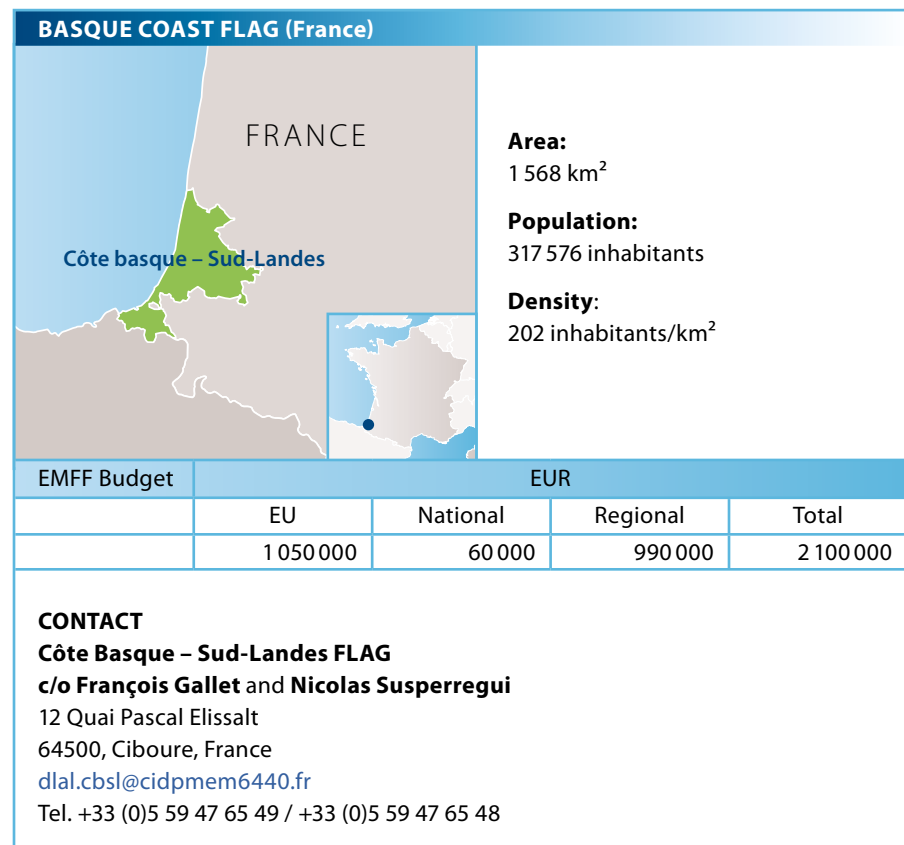 BASQUE COAST FLAG (France)
FRANCE
Côte basque – Sud-Landes
Area:
1 568 km²
Population:
317 576 inhabitants
Density:
202 inhabitants/km²
EMFF Budget EUR
EU National Regional Total
1 050 000 60 000 990 000 2 100 000
CONTACT
Côte Basque – Sud-Landes FLAG
c/o François Gallet and Nicolas Susperregui
12 Quai Pascal Elissalt
64500, Ciboure, France
dlal.cbsl@cidpmem6440.fr
Tel. +33 (0)5 59 47 65 49 / +33 (0)5 59 47 65 48